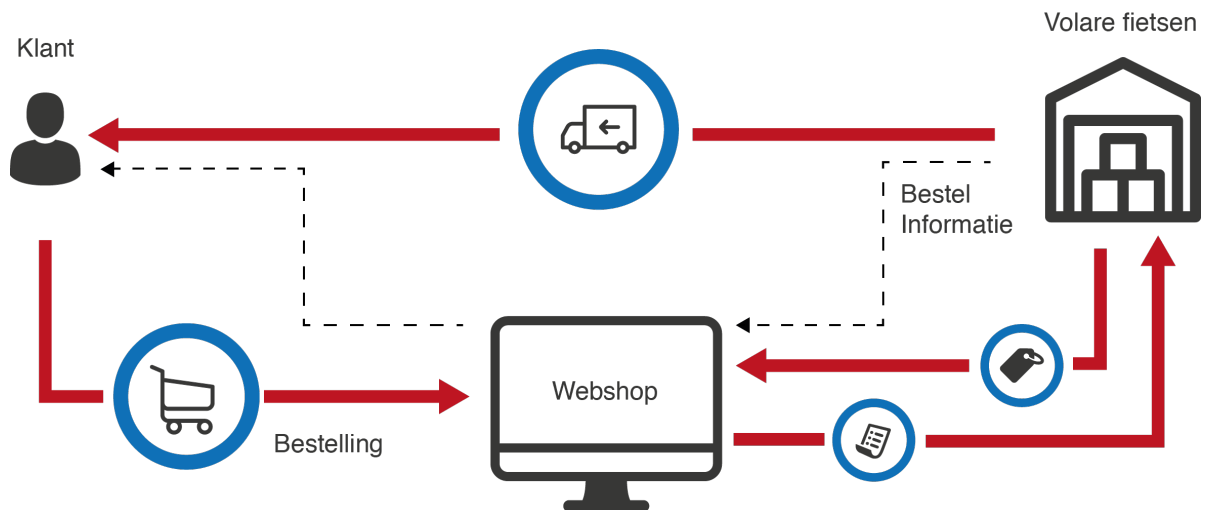 Volare fietsen
Klant
Bestel
Informatie
Webshop
Bestelling